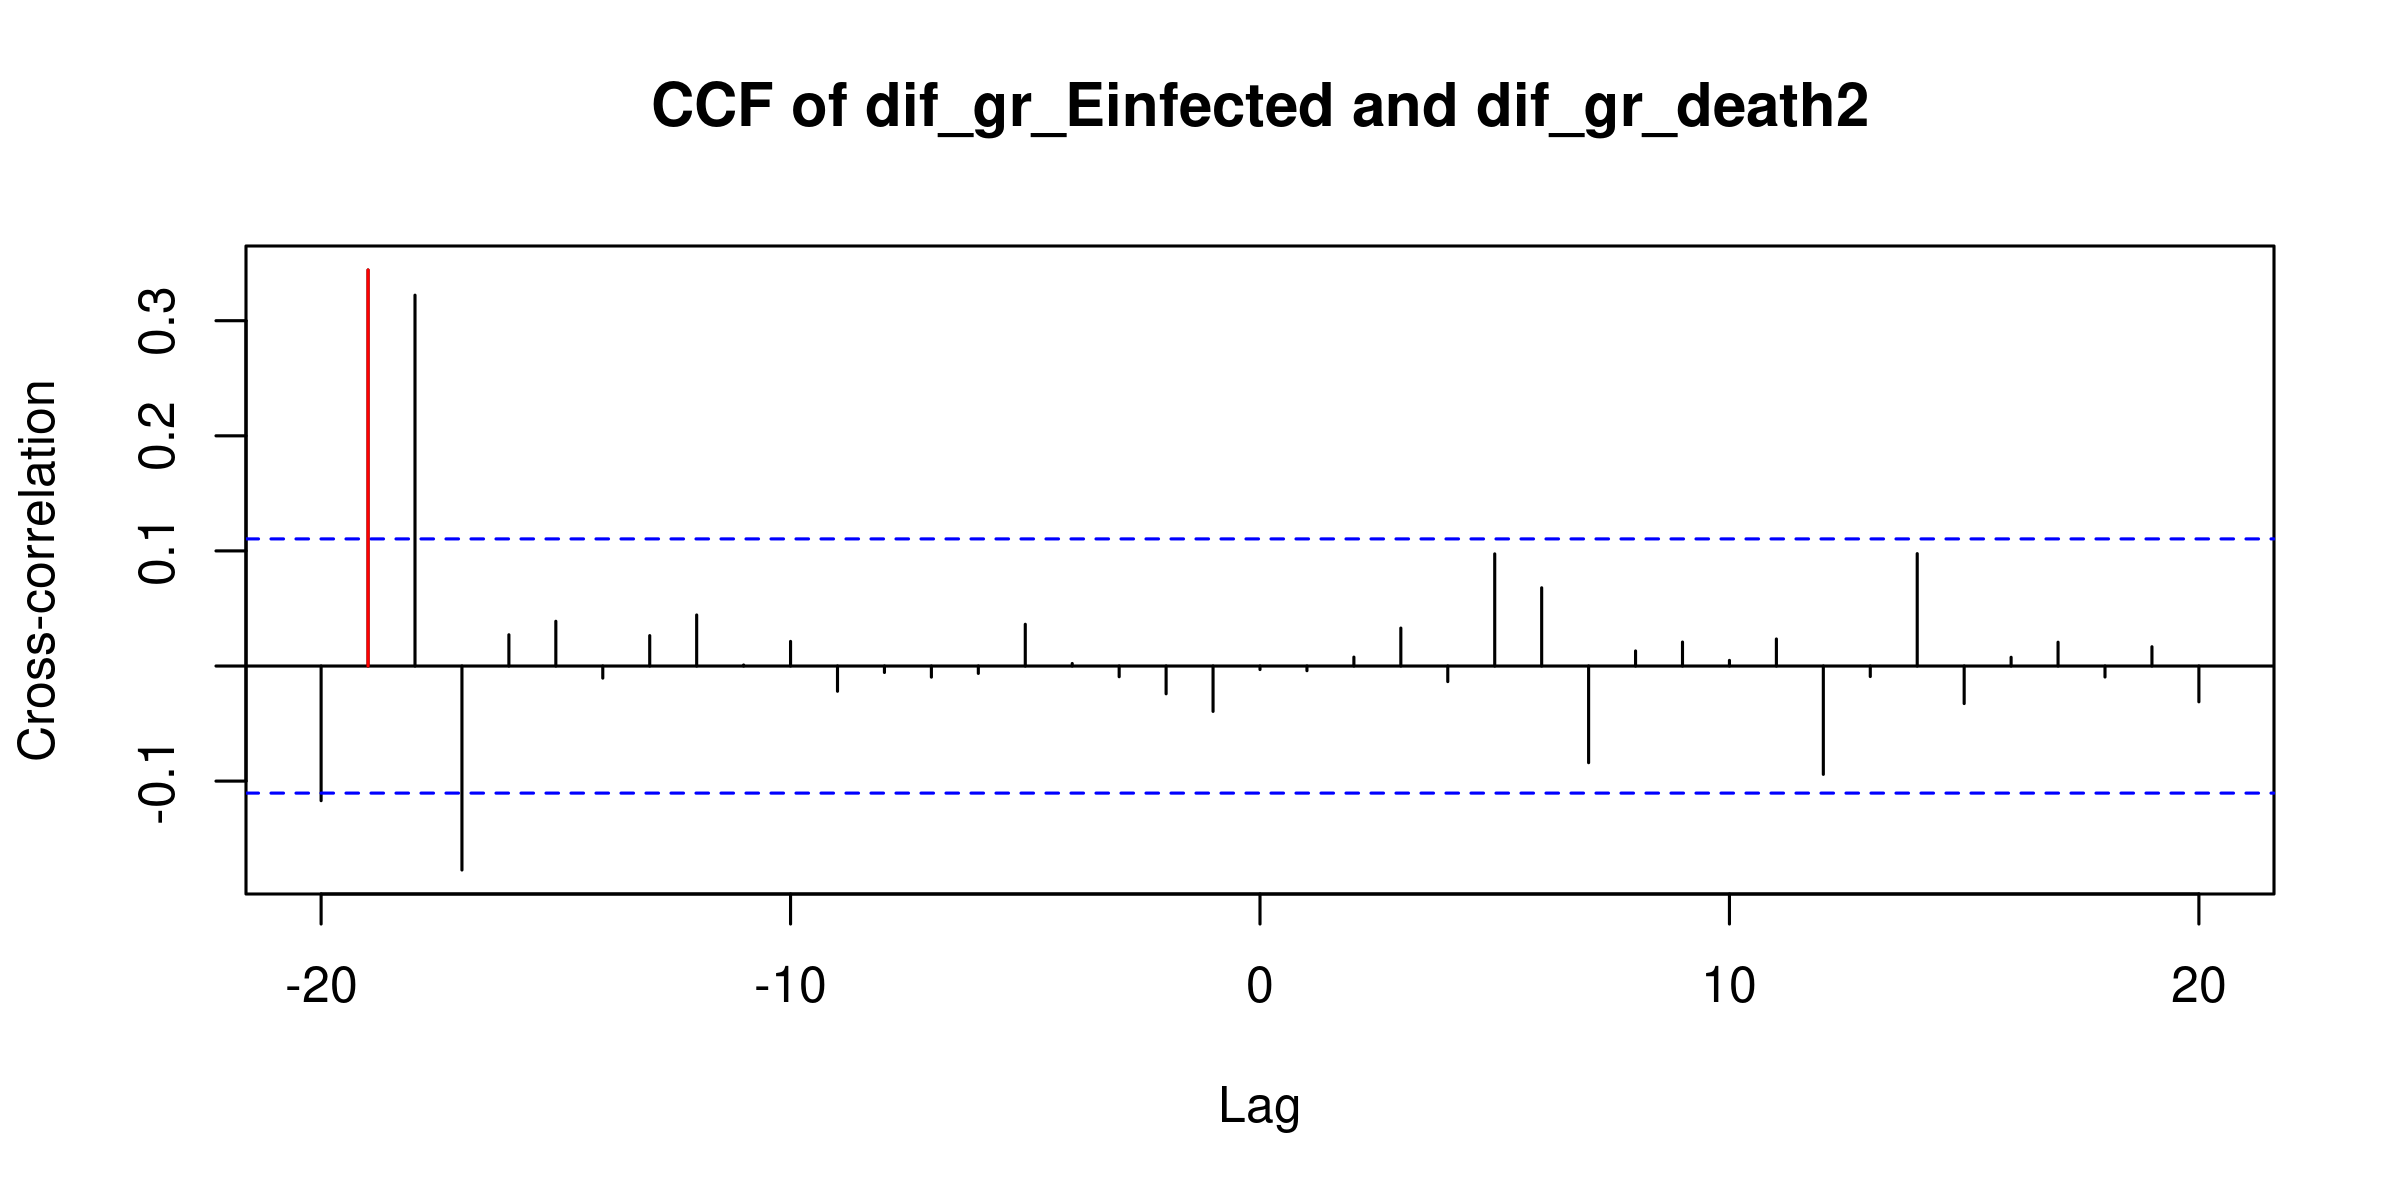 CCF of dif_gr_Einfected and dif_gr_death2
Cross-correlation
0.3
0.2
0.1
-0.1
-20 -10 0 10 20
Lag